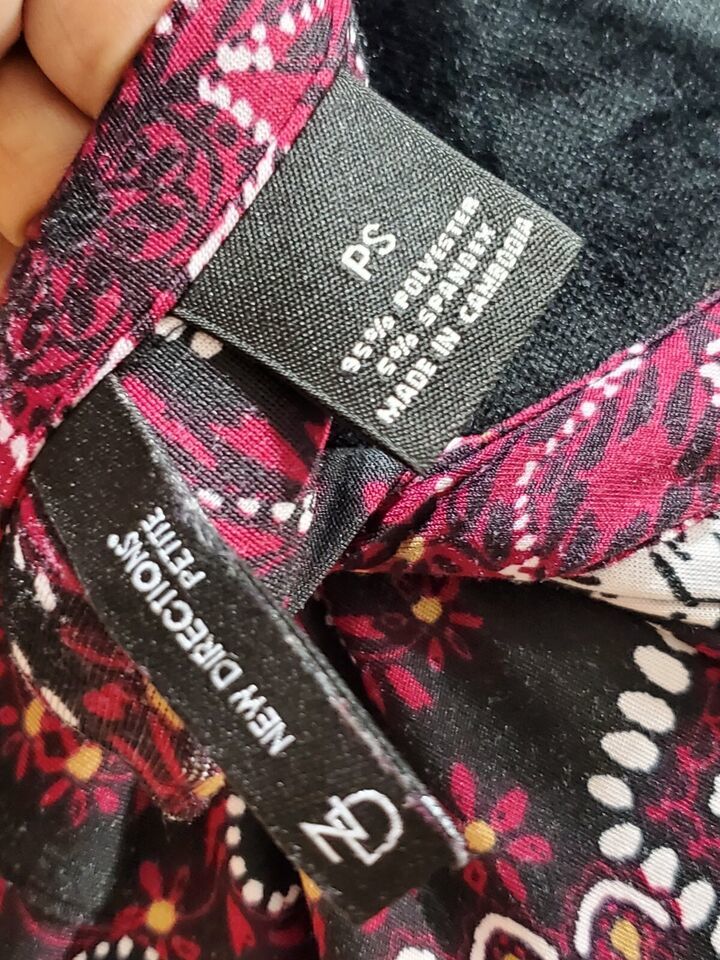 PS
95% POLYESTER
5% SPANDEX
MADE IN CAMBODIA
NEW DIRECTIONS®
PETITE
ND